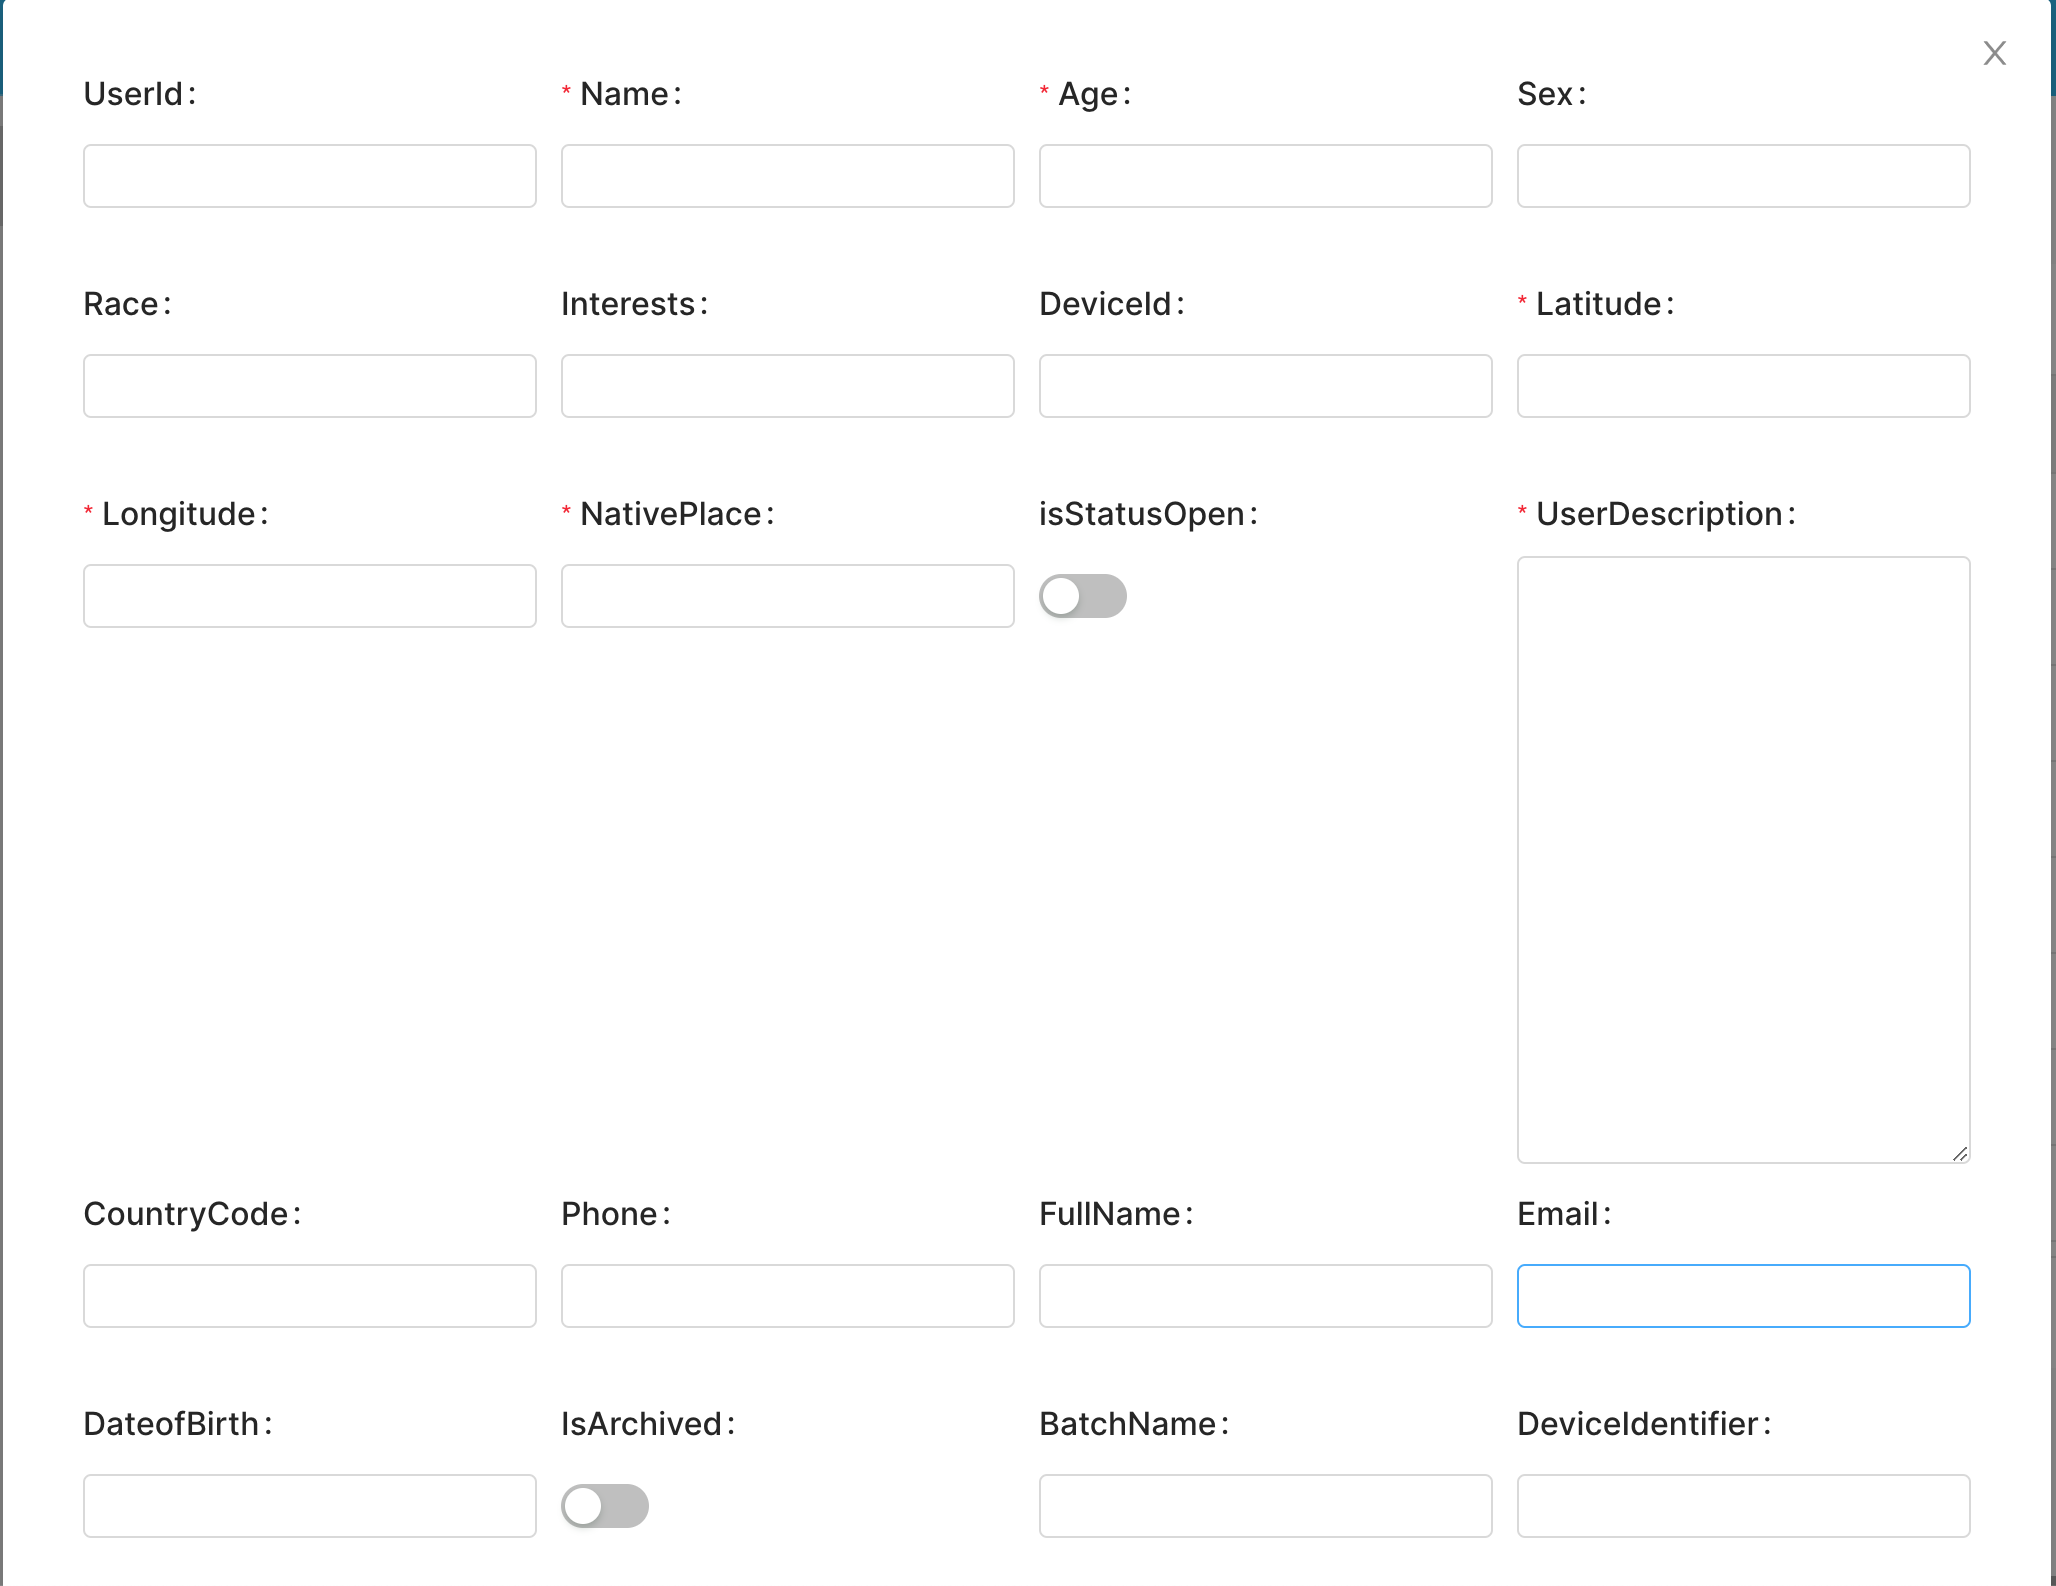 UserId:
* Name:
* Age:
Sex:
Race:
Interests:
DeviceId:
* Latitude:
* Longitude:
* NativePlace:
isStatusOpen:
* UserDescription:
CountryCode:
Phone:
FullName:
Email:
DateofBirth:
IsArchived:
BatchName:
DeviceIdentifier: